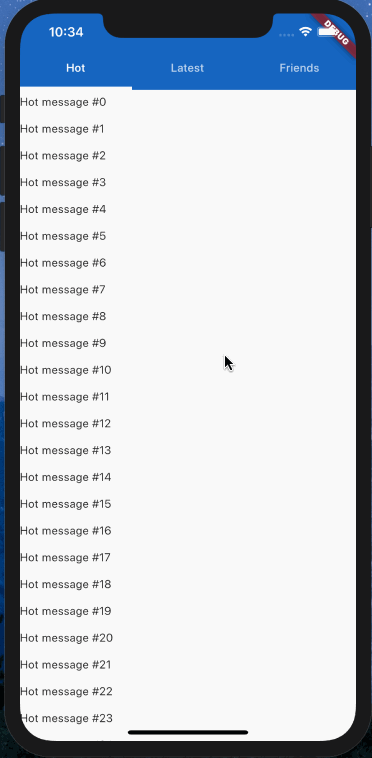 10:34
DEBUG
Hot Latest Friends
Hot message #0
Hot message #1
Hot message #2
Hot message #3
Hot message #4
Hot message #5
Hot message #6
Hot message #7
Hot message #8
Hot message #9
Hot message #10
Hot message #11
Hot message #12
Hot message #13
Hot message #14
Hot message #15
Hot message #16
Hot message #17
Hot message #18
Hot message #19
Hot message #20
Hot message #21
Hot message #22
Hot message #23